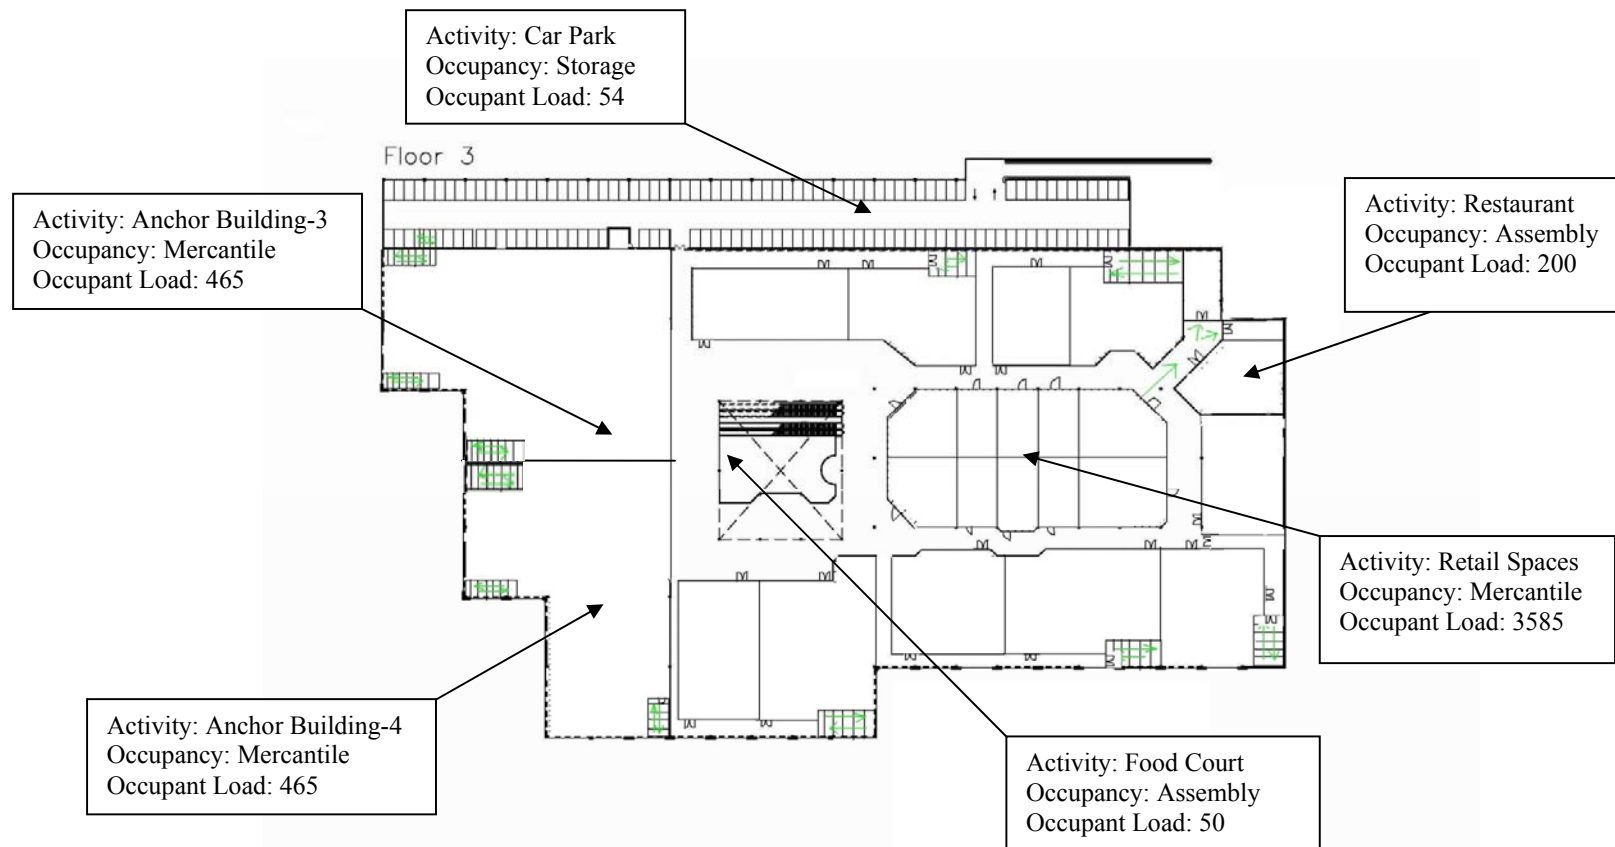 Activity: Car Park
Occupancy: Storage
Occupant Load: 54
Floor 3
Activity: Anchor Building-3
Occupancy: Mercantile
Occupant Load: 465
Activity: Restaurant
Occupancy: Assembly
Occupant Load: 200
Activity: Retail Spaces
Occupancy: Mercantile
Occupant Load: 3585
Activity: Anchor Building-4
Occupancy: Mercantile
Occupant Load: 465
Activity: Food Court
Occupancy: Assembly
Occupant Load: 50